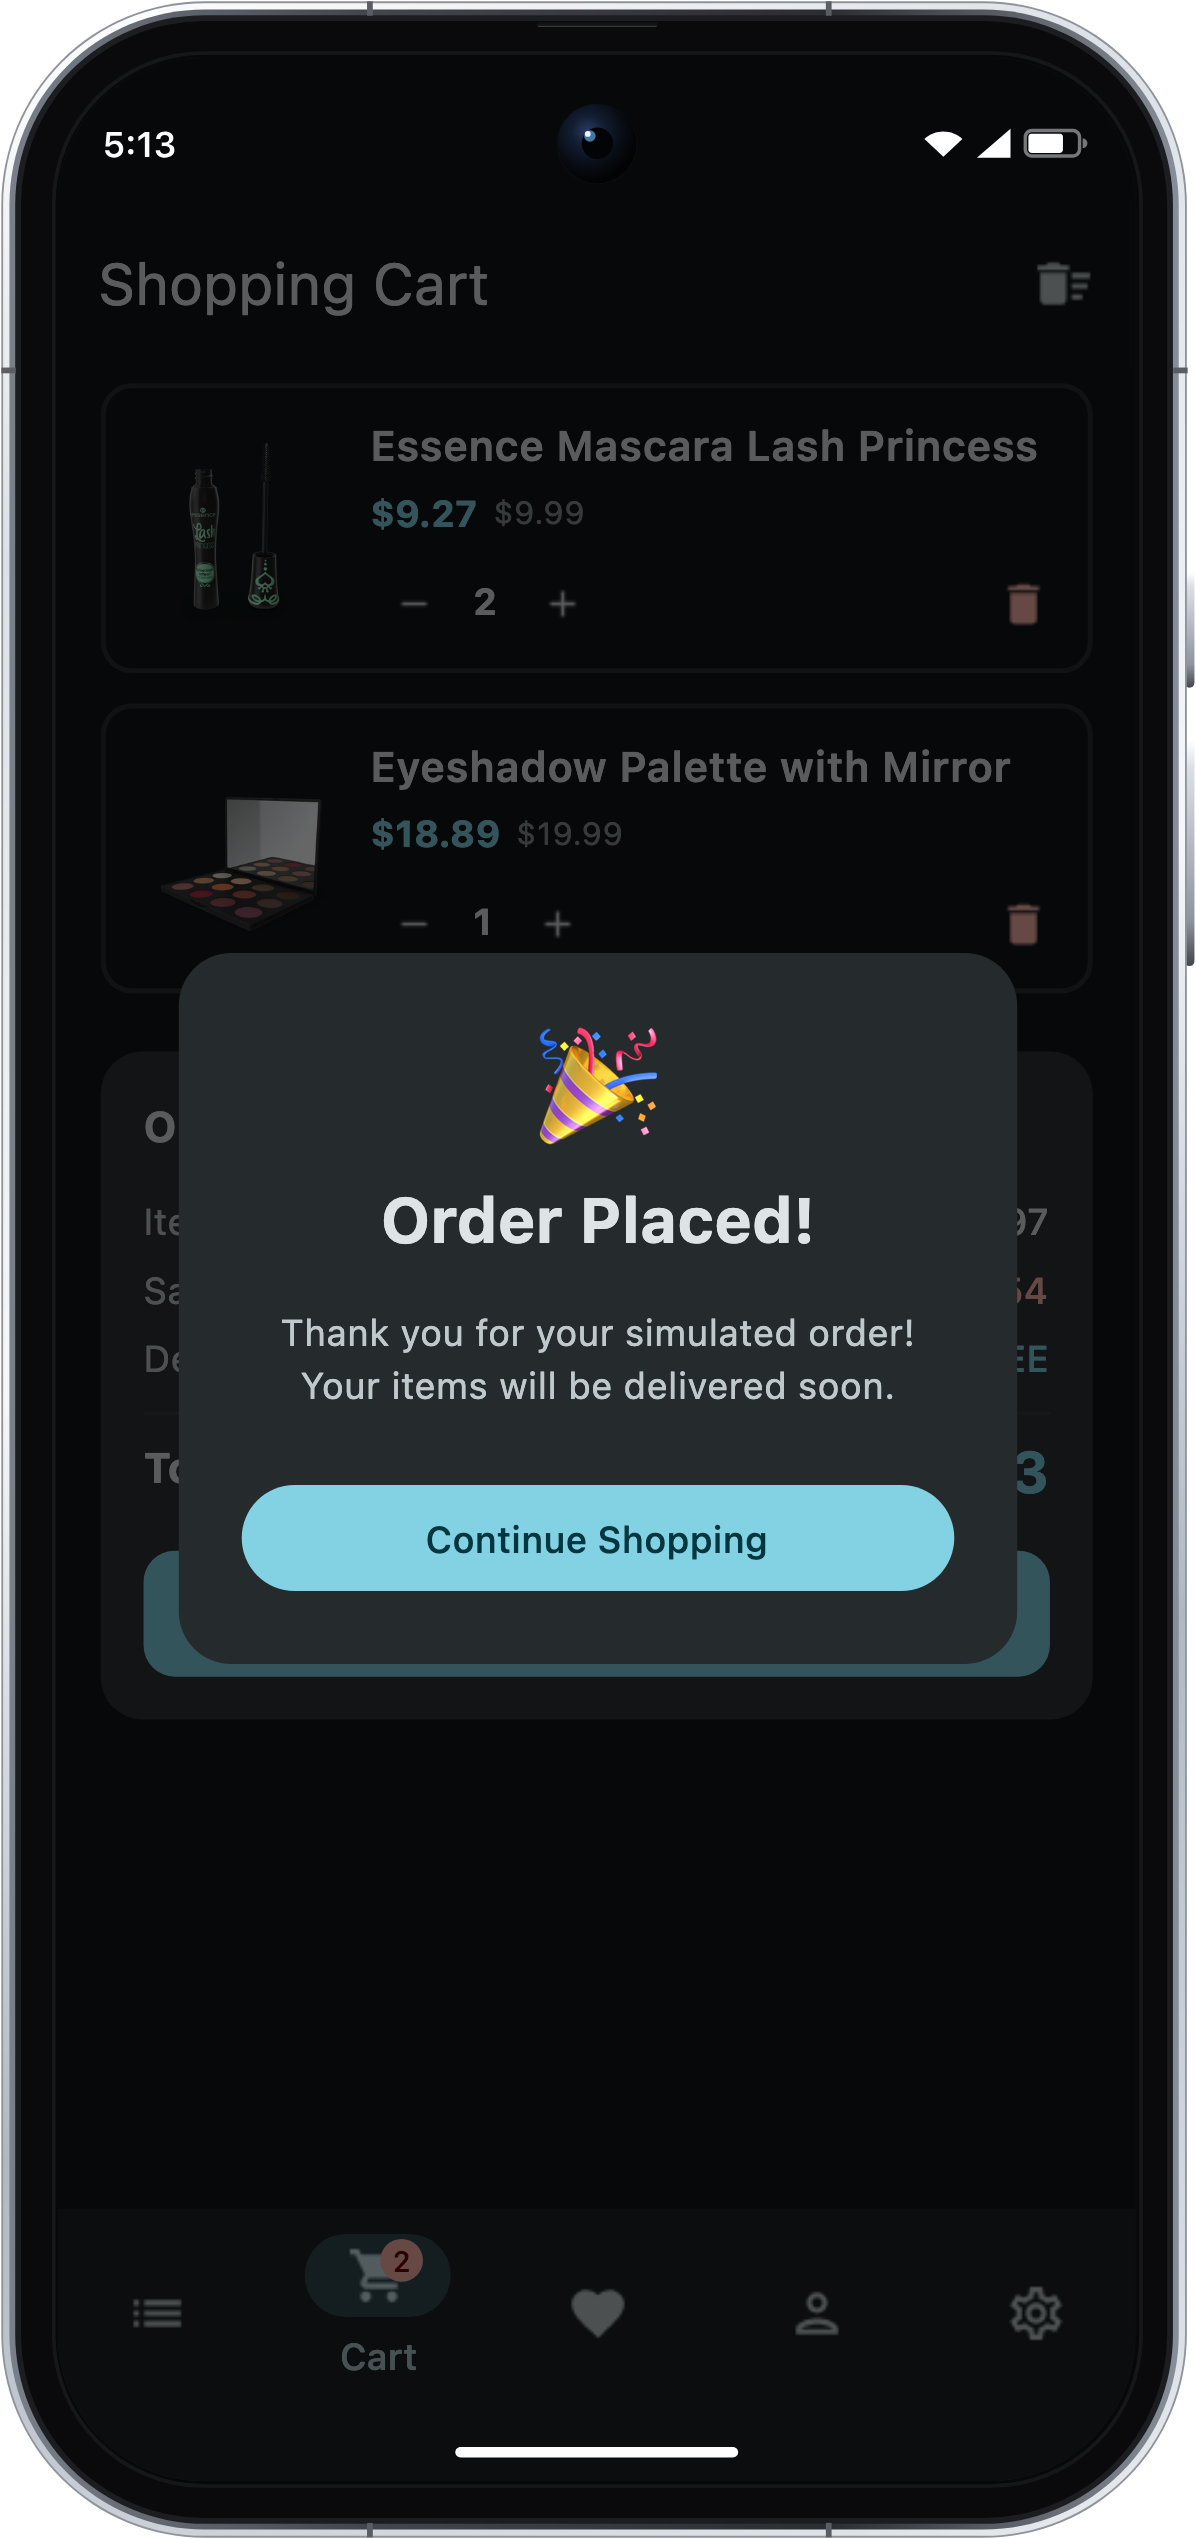 5:13
Shopping Cart
Essence Mascara Lash Princess
$9.27 $9.99
2
Lash
Eyeshadow Palette with Mirror
$18.89 $19.99
1
Order Placed!
Thank you for your simulated order!
Your items will be delivered soon.
Continue Shopping
2
Cart